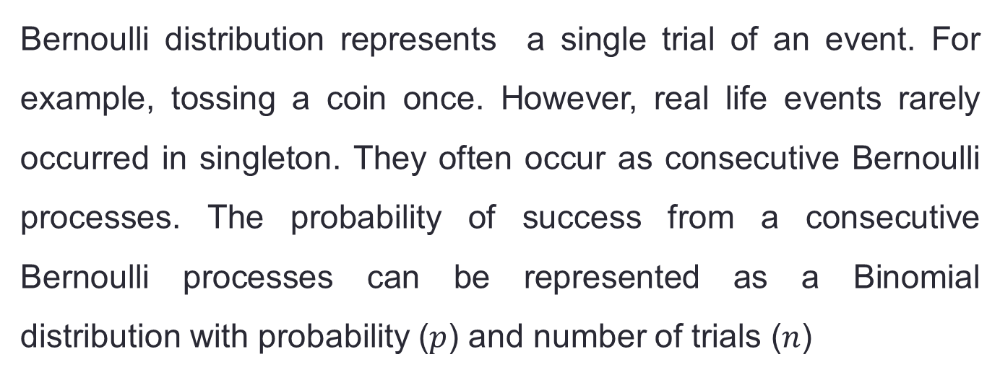 Bernoulli distribution represents a single trial of an event. For
example, tossing a coin once. However, real life events rarely
occurred in singleton. They often occur as consecutive Bernoulli
processes. The probability of success from a consecutive
Bernoulli processes can be represented as a Binomial
distribution with probability (p) and number of trials (n)